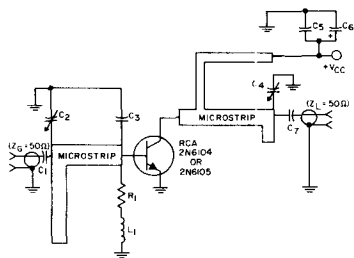 C5
C6
+
+VCC
C2
C3
C4
(ZG=50Ω)
(ZL=50Ω)
MICROSTRIP
C7
MICROSTRIP
C1
RCA
2N6104
OR
2N6105
R1
L1